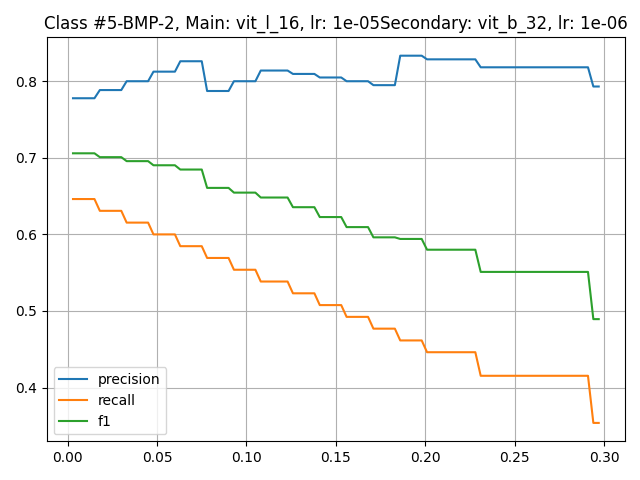 Class #5-BMP-2, Main: vit_l_16, lr: 1e-05Secondary: vit_b_32, lr: 1e-06
0.8
0.7
0.6
0.5
0.4
precision
recall
f1
0.00 0.05 0.10 0.15 0.20 0.25 0.30